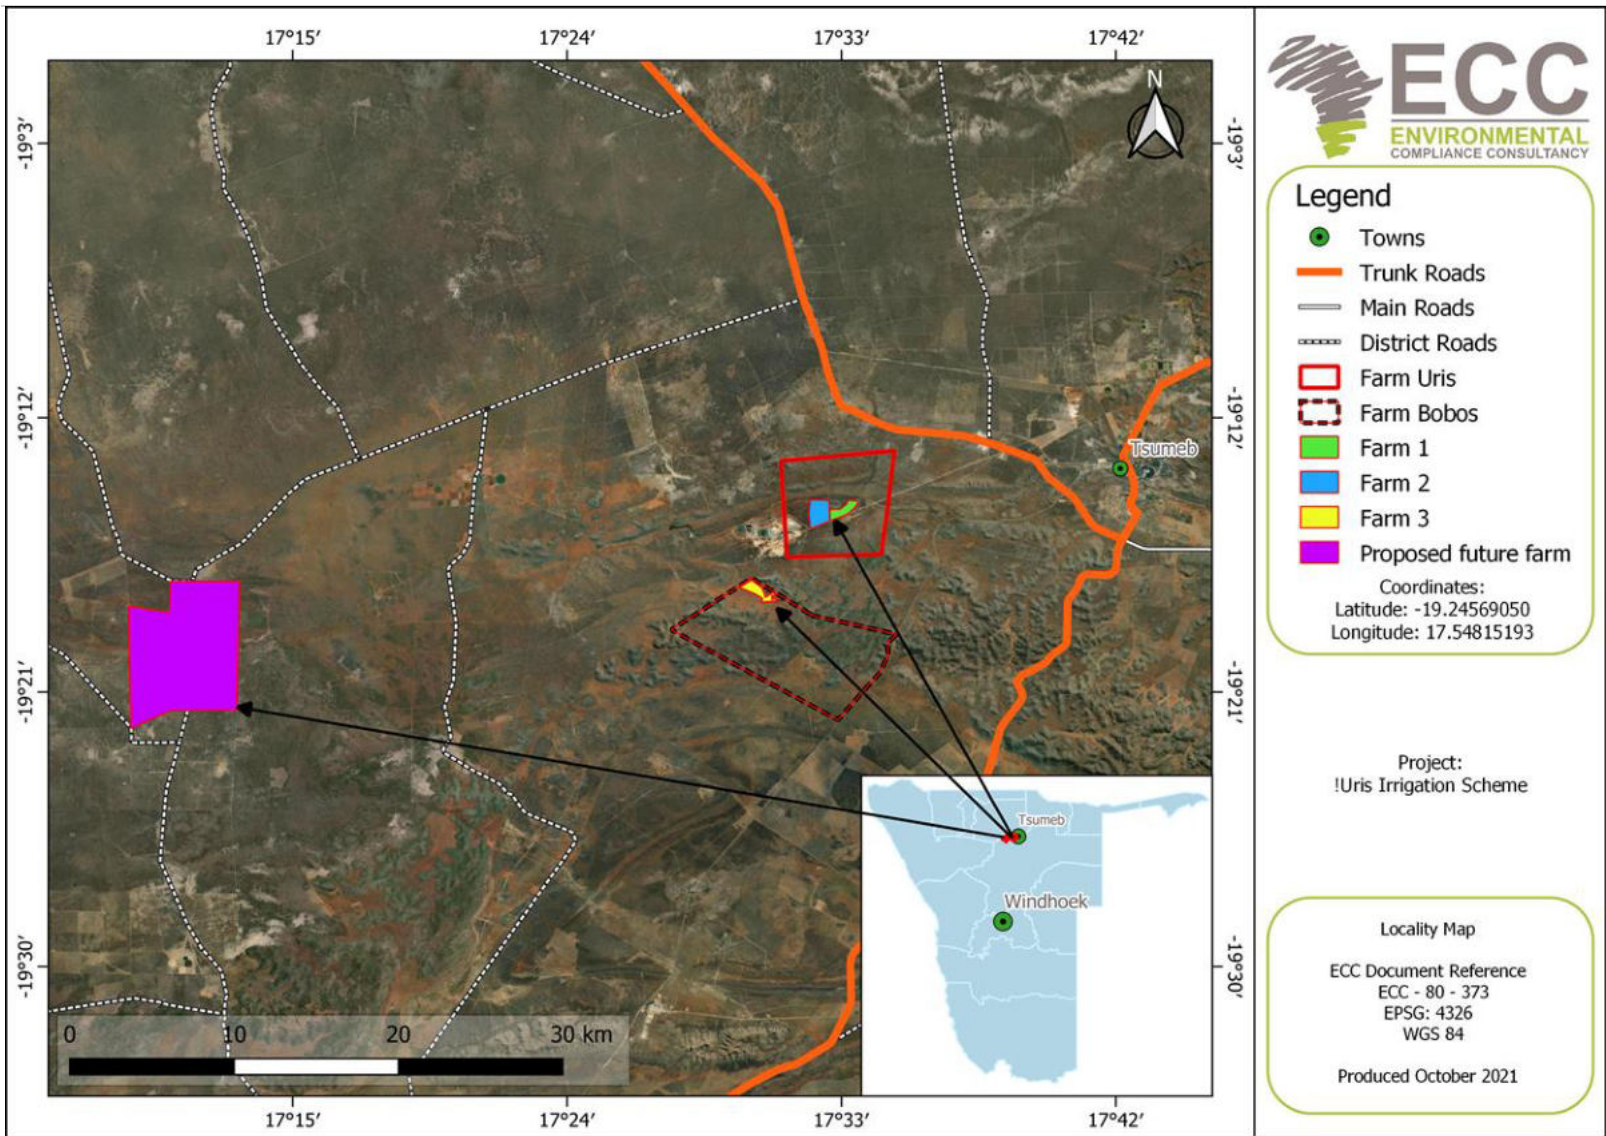 17°15′
17°24′
17°33′
17°42′
-19°3′
-19°12′
-19°21′
-19°30′
N
Tsumeb
Tsumeb
Windhoek
0 10 20 30 km
-19°3′
-19°12′
-19°21′
-19°30′
17°15′
17°24′
17°33′
17°42′
ECC
ENVIRONMENTAL
COMPLIANCE CONSULTANCY
Legend
Towns
Trunk Roads
Main Roads
District Roads
Farm Uris
Farm Bobos
Farm 1
Farm 2
Farm 3
Proposed future farm
Coordinates:
Latitude: -19.24569050
Longitude: 17.54815193
Project:
!Uris Irrigation Scheme
Locality Map
ECC Document Reference
ECC - 80 - 373
EPSG: 4326
WGS 84
Produced October 2021